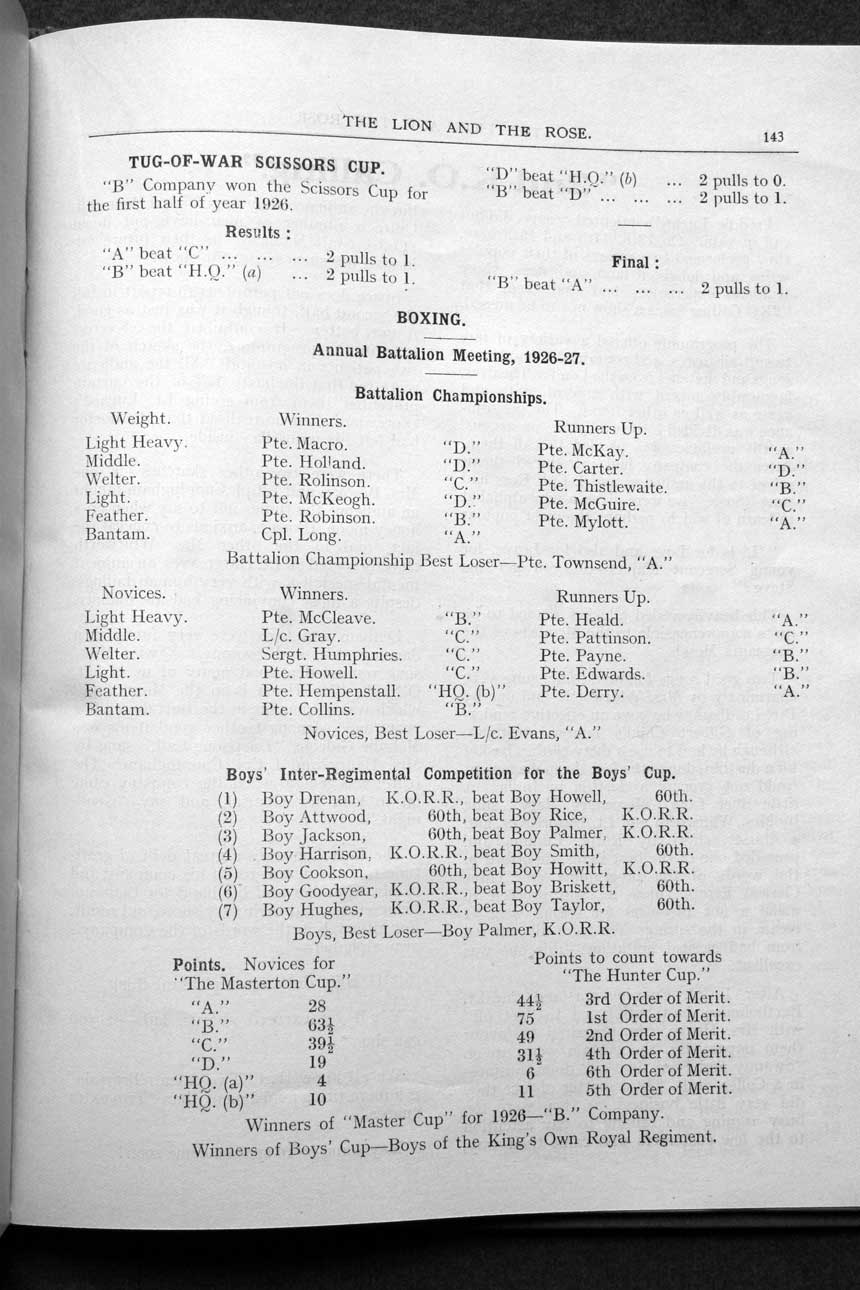 THE LION AND THE ROSE.
143
TUG-OF-WAR SCISSORS CUP.
"B" Company won the Scissors Cup for
the first half of year 1926.
Results :
"A" beat "C" ... ... ... 2 pulls to 1.
"B" beat "H.Q." (a) ... 2 pulls to 1.
"D" beat "H.Q." (b) ... 2 pulls to 0.
"B" beat "D" ... ... ... 2 pulls to 1.
Final :
"B" beat "A" ... ... ... 2 pulls to 1.
BOXING.
Annual Battalion Meeting, 1926-27.
Battalion Championships.
Weight. Winners. Runners Up.
Light Heavy. Pte. Macro. "D." Pte. McKay. "A."
Middle. Pte. Holland. "D." Pte. Carter. "D."
Welter. Pte. Rolinson. "C." Pte. Thistlewaite. "B."
Light. Pte. McKeogh. "D." Pte. McGuire. "C."
Feather. Pte. Robinson. "B." Pte. Mylott. "A."
Bantam. Cpl. Long. "A."
Battalion Championship Best Loser—Pte. Townsend, "A."
Novices. Winners. Runners Up.
Light Heavy. Pte. McCleave. "B." Pte. Heald. "A."
Middle. L/c. Gray. "C." Pte. Pattinson. "C."
Welter. Sergt. Humphries. "C." Pte. Payne. "B."
Light. Pte. Howell. "C." Pte. Edwards. "B."
Feather. Pte. Hempenstall. "HQ. (b)" Pte. Derry. "A."
Bantam. Pte. Collins. "B."
Novices, Best Loser—L/c. Evans, "A."
Boys' Inter-Regimental Competition for the Boys' Cup.
(1) Boy Drenan, K.O.R.R., beat Boy Howell, 60th.
(2) Boy Attwood, 60th, beat Boy Rice, K.O.R.R.
(3) Boy Jackson, 60th, beat Boy Palmer, K.O.R.R.
(4) Boy Harrison, K.O.R.R., beat Boy Smith, 60th.
(5) Boy Cookson, 60th, beat Boy Howitt, K.O.R.R.
(6) Boy Goodyear, K.O.R.R., beat Boy Briskett, 60th.
(7) Boy Hughes, K.O.R.R., beat Boy Taylor, 60th.
Boys, Best Loser—Boy Palmer, K.O.R.R.
Points. Novices for Points to count towards
"The Masterton Cup." "The Hunter Cup."
"A." 28 44½ 3rd Order of Merit.
"B." 63½ 75 1st Order of Merit.
"C." 39½ 49 2nd Order of Merit.
"D." 19 31½ 4th Order of Merit.
"HQ. (a)" 4 6 6th Order of Merit.
"HQ. (b)" 10 11 5th Order of Merit.
Winners of "Master Cup" for 1926—"B." Company.
Winners of Boys' Cup—Boys of the King's Own Royal Regiment.